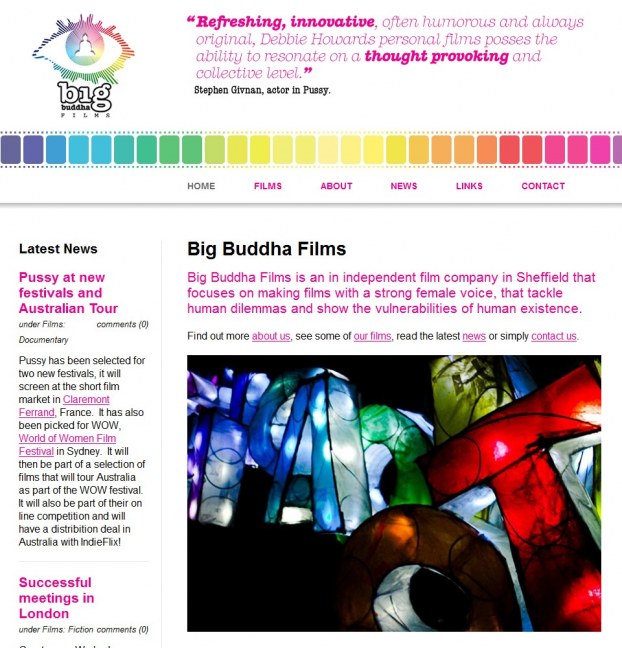 “Refreshing, innovative, often humorous and always
original, Debbie Howards personal films posses the
ability to resonate on a thought provoking and
collective level.”
Stephen Givnan, actor in Pussy.
big
buddha
FILMS
HOME FILMS ABOUT NEWS LINKS CONTACT
Latest News
Pussy at new
festivals and
Australian Tour
under Films: comments (0)
Documentary
Pussy has been selected for
two new festivals, it will
screen at the short film
market in Claremont
Ferrand, France. It has also
been picked for WOW,
World of Women Film
Festival in Sydney. It will
then be part of a selection of
films that will tour Australia
as part of the WOW festival.
It will also be part of their on
line competition and will
have a distribition deal in
Australia with IndieFlix!
Successful
meetings in
London
under Films: Fiction comments (0)
Big Buddha Films
Big Buddha Films is an in independent film company in Sheffield that
focuses on making films with a strong female voice, that tackle
human dilemmas and show the vulnerabilities of human existence.
Find out more about us, see some of our films, read the latest news or simply contact us.